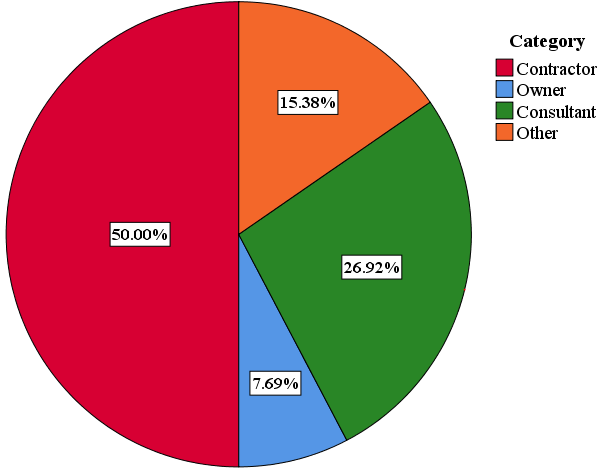 Category
Contractor
Owner
Consultant
Other
15.38%
50.00%
26.92%
7.69%